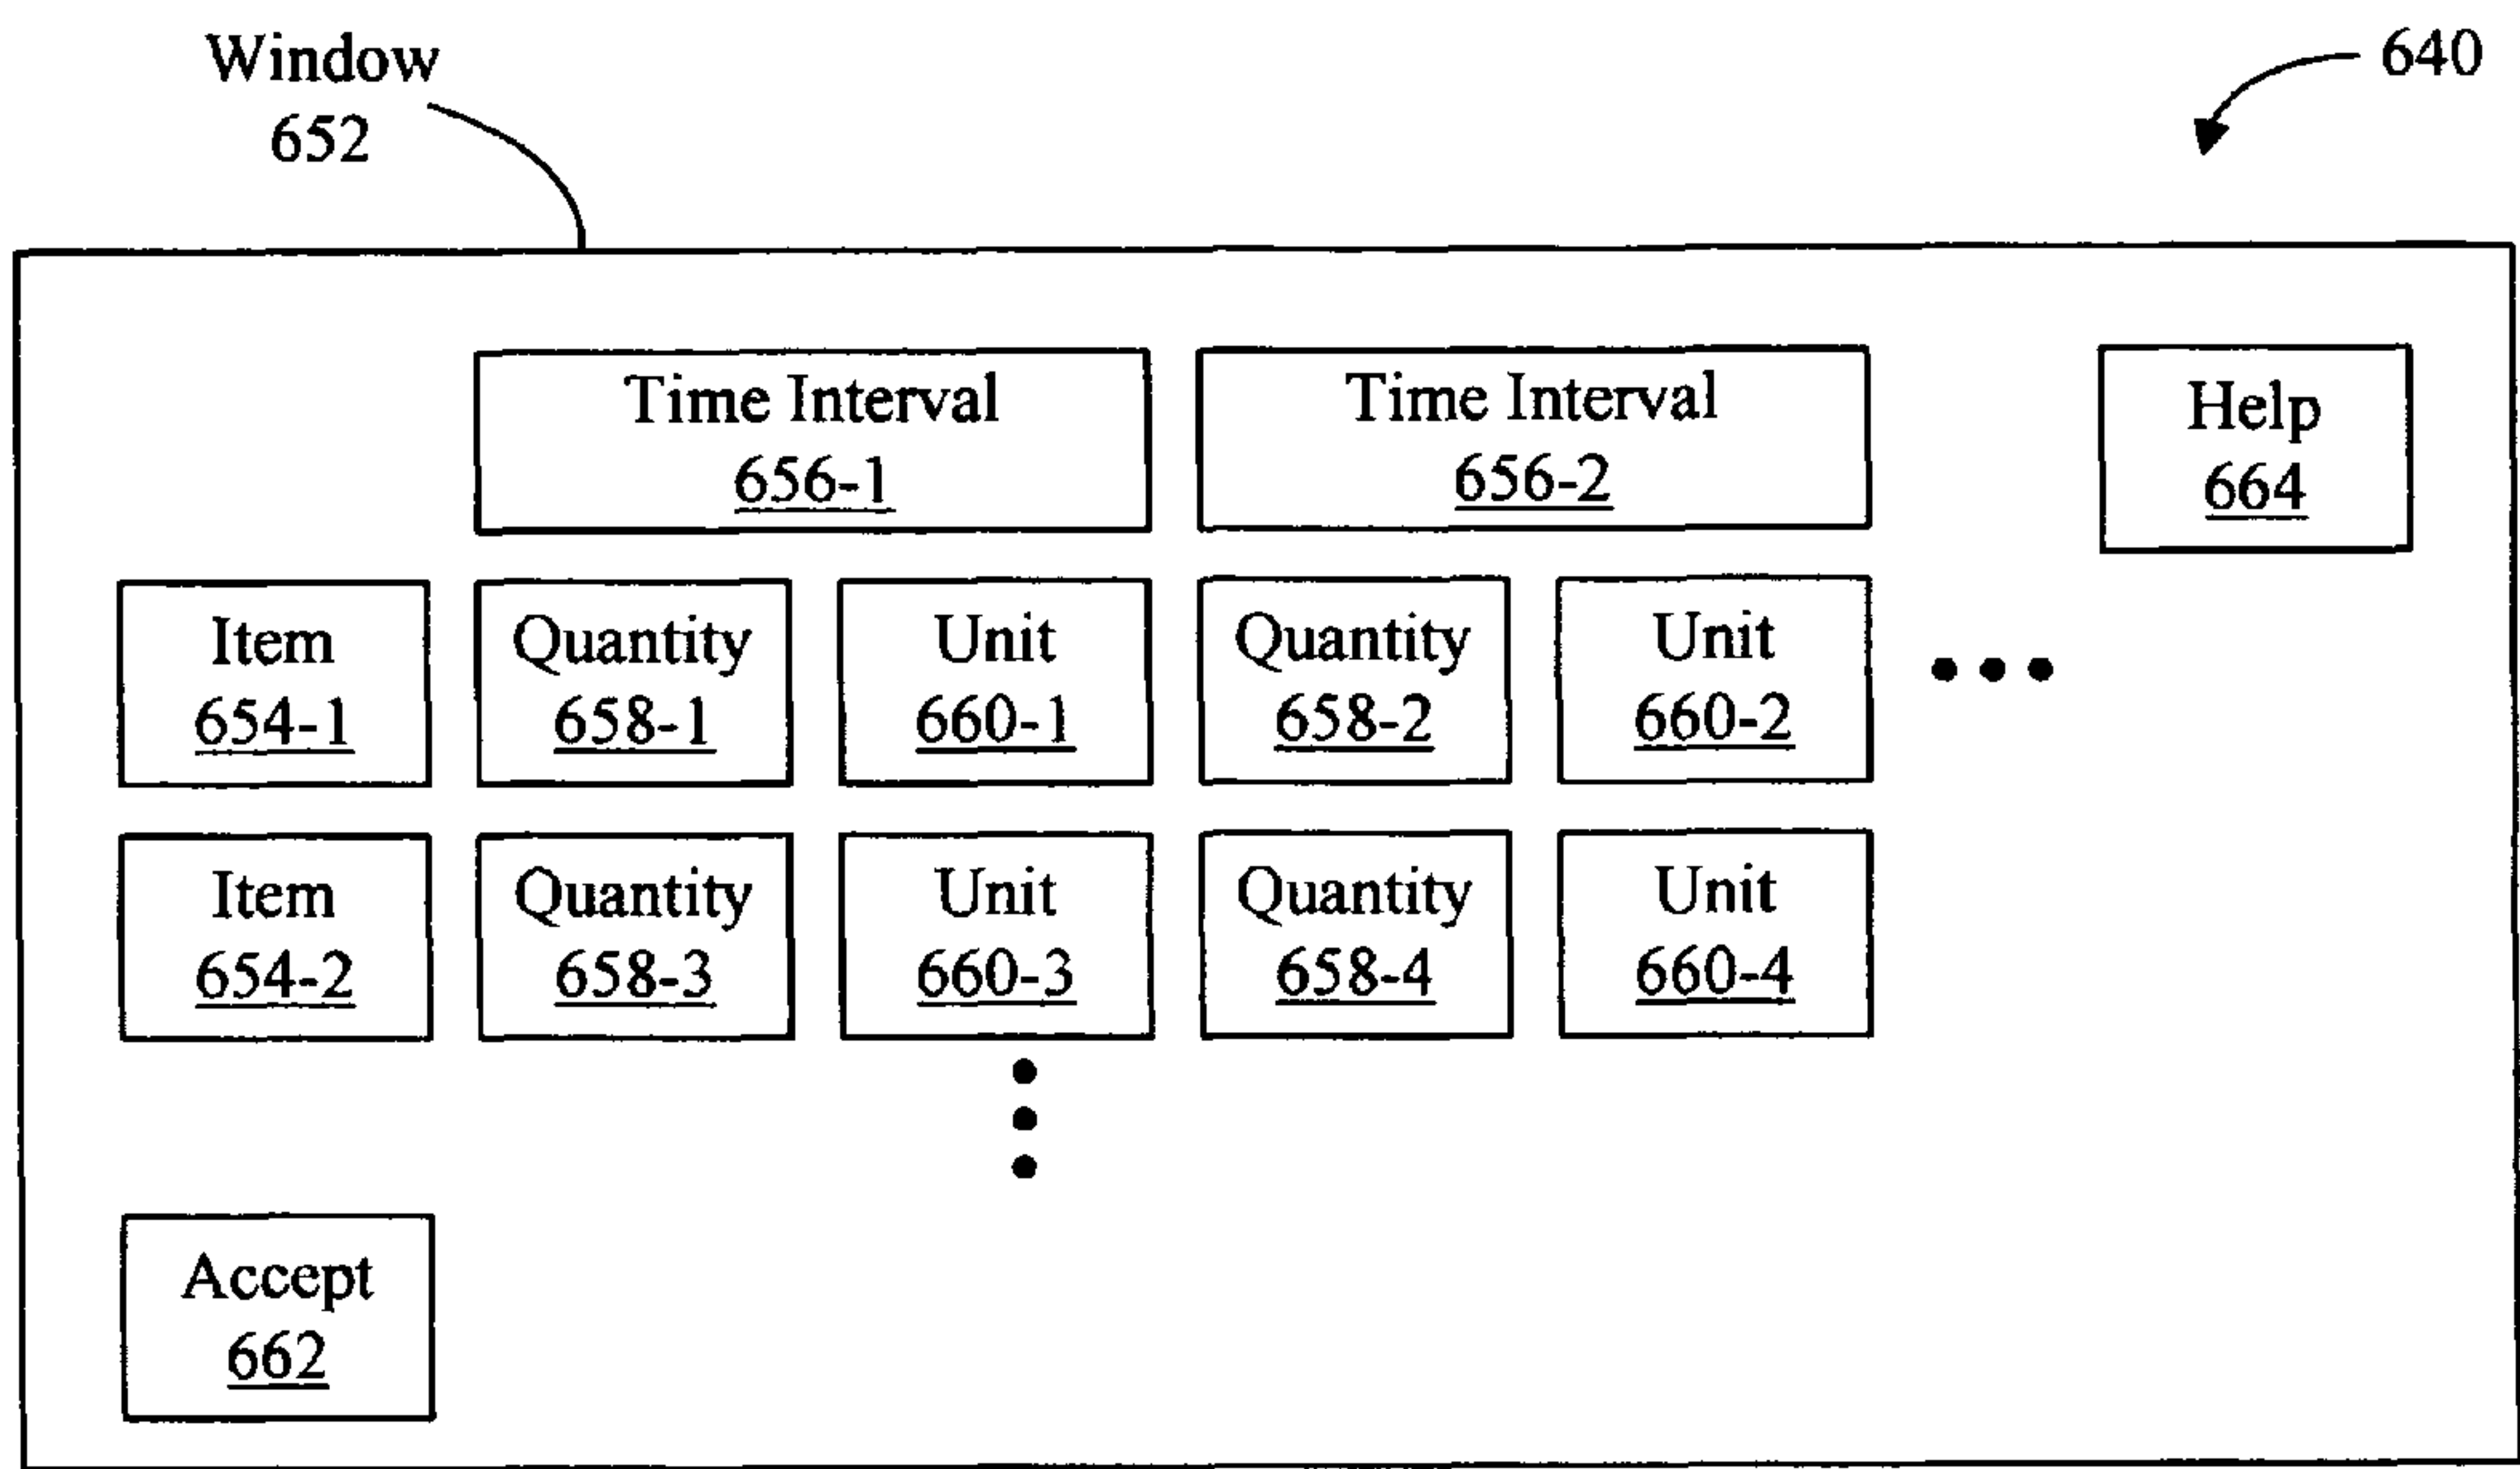 Window
652
640
Time Interval
656-1
Time Interval
656-2
Help
664
Item
654-1
Quantity
658-1
Unit
660-1
Quantity
658-2
Unit
660-2
Item
654-2
Quantity
658-3
Unit
660-3
Quantity
658-4
Unit
660-4
Accept
662